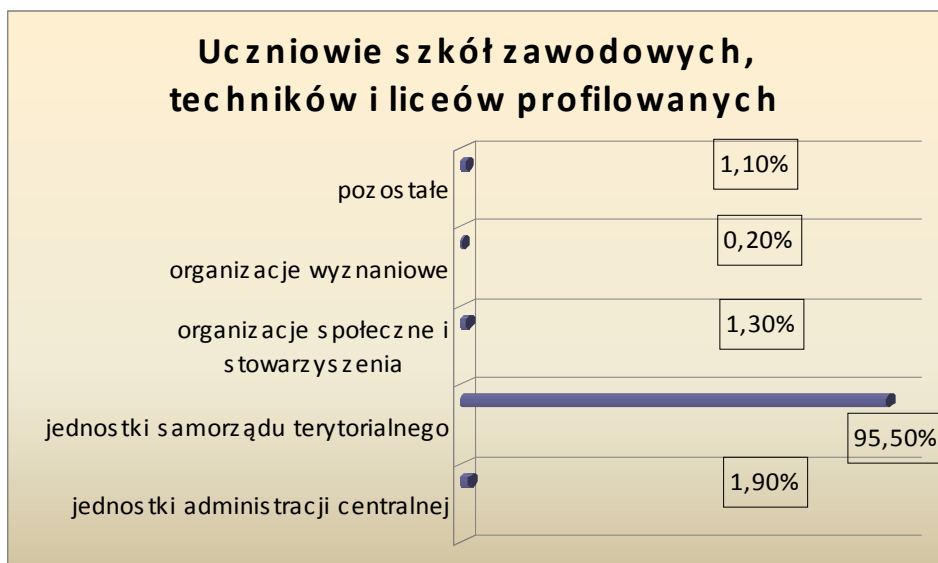 Uczniowie szkół zawodowych,
techników i liceów profilowanych
pozostałe
1,10%
organizacje wyznaniowe
0,20%
organizacje społeczne i
stowarzyszenia
1,30%
jednostki samorządu terytorialnego
95,50%
jednostki administracji centralnej
1,90%